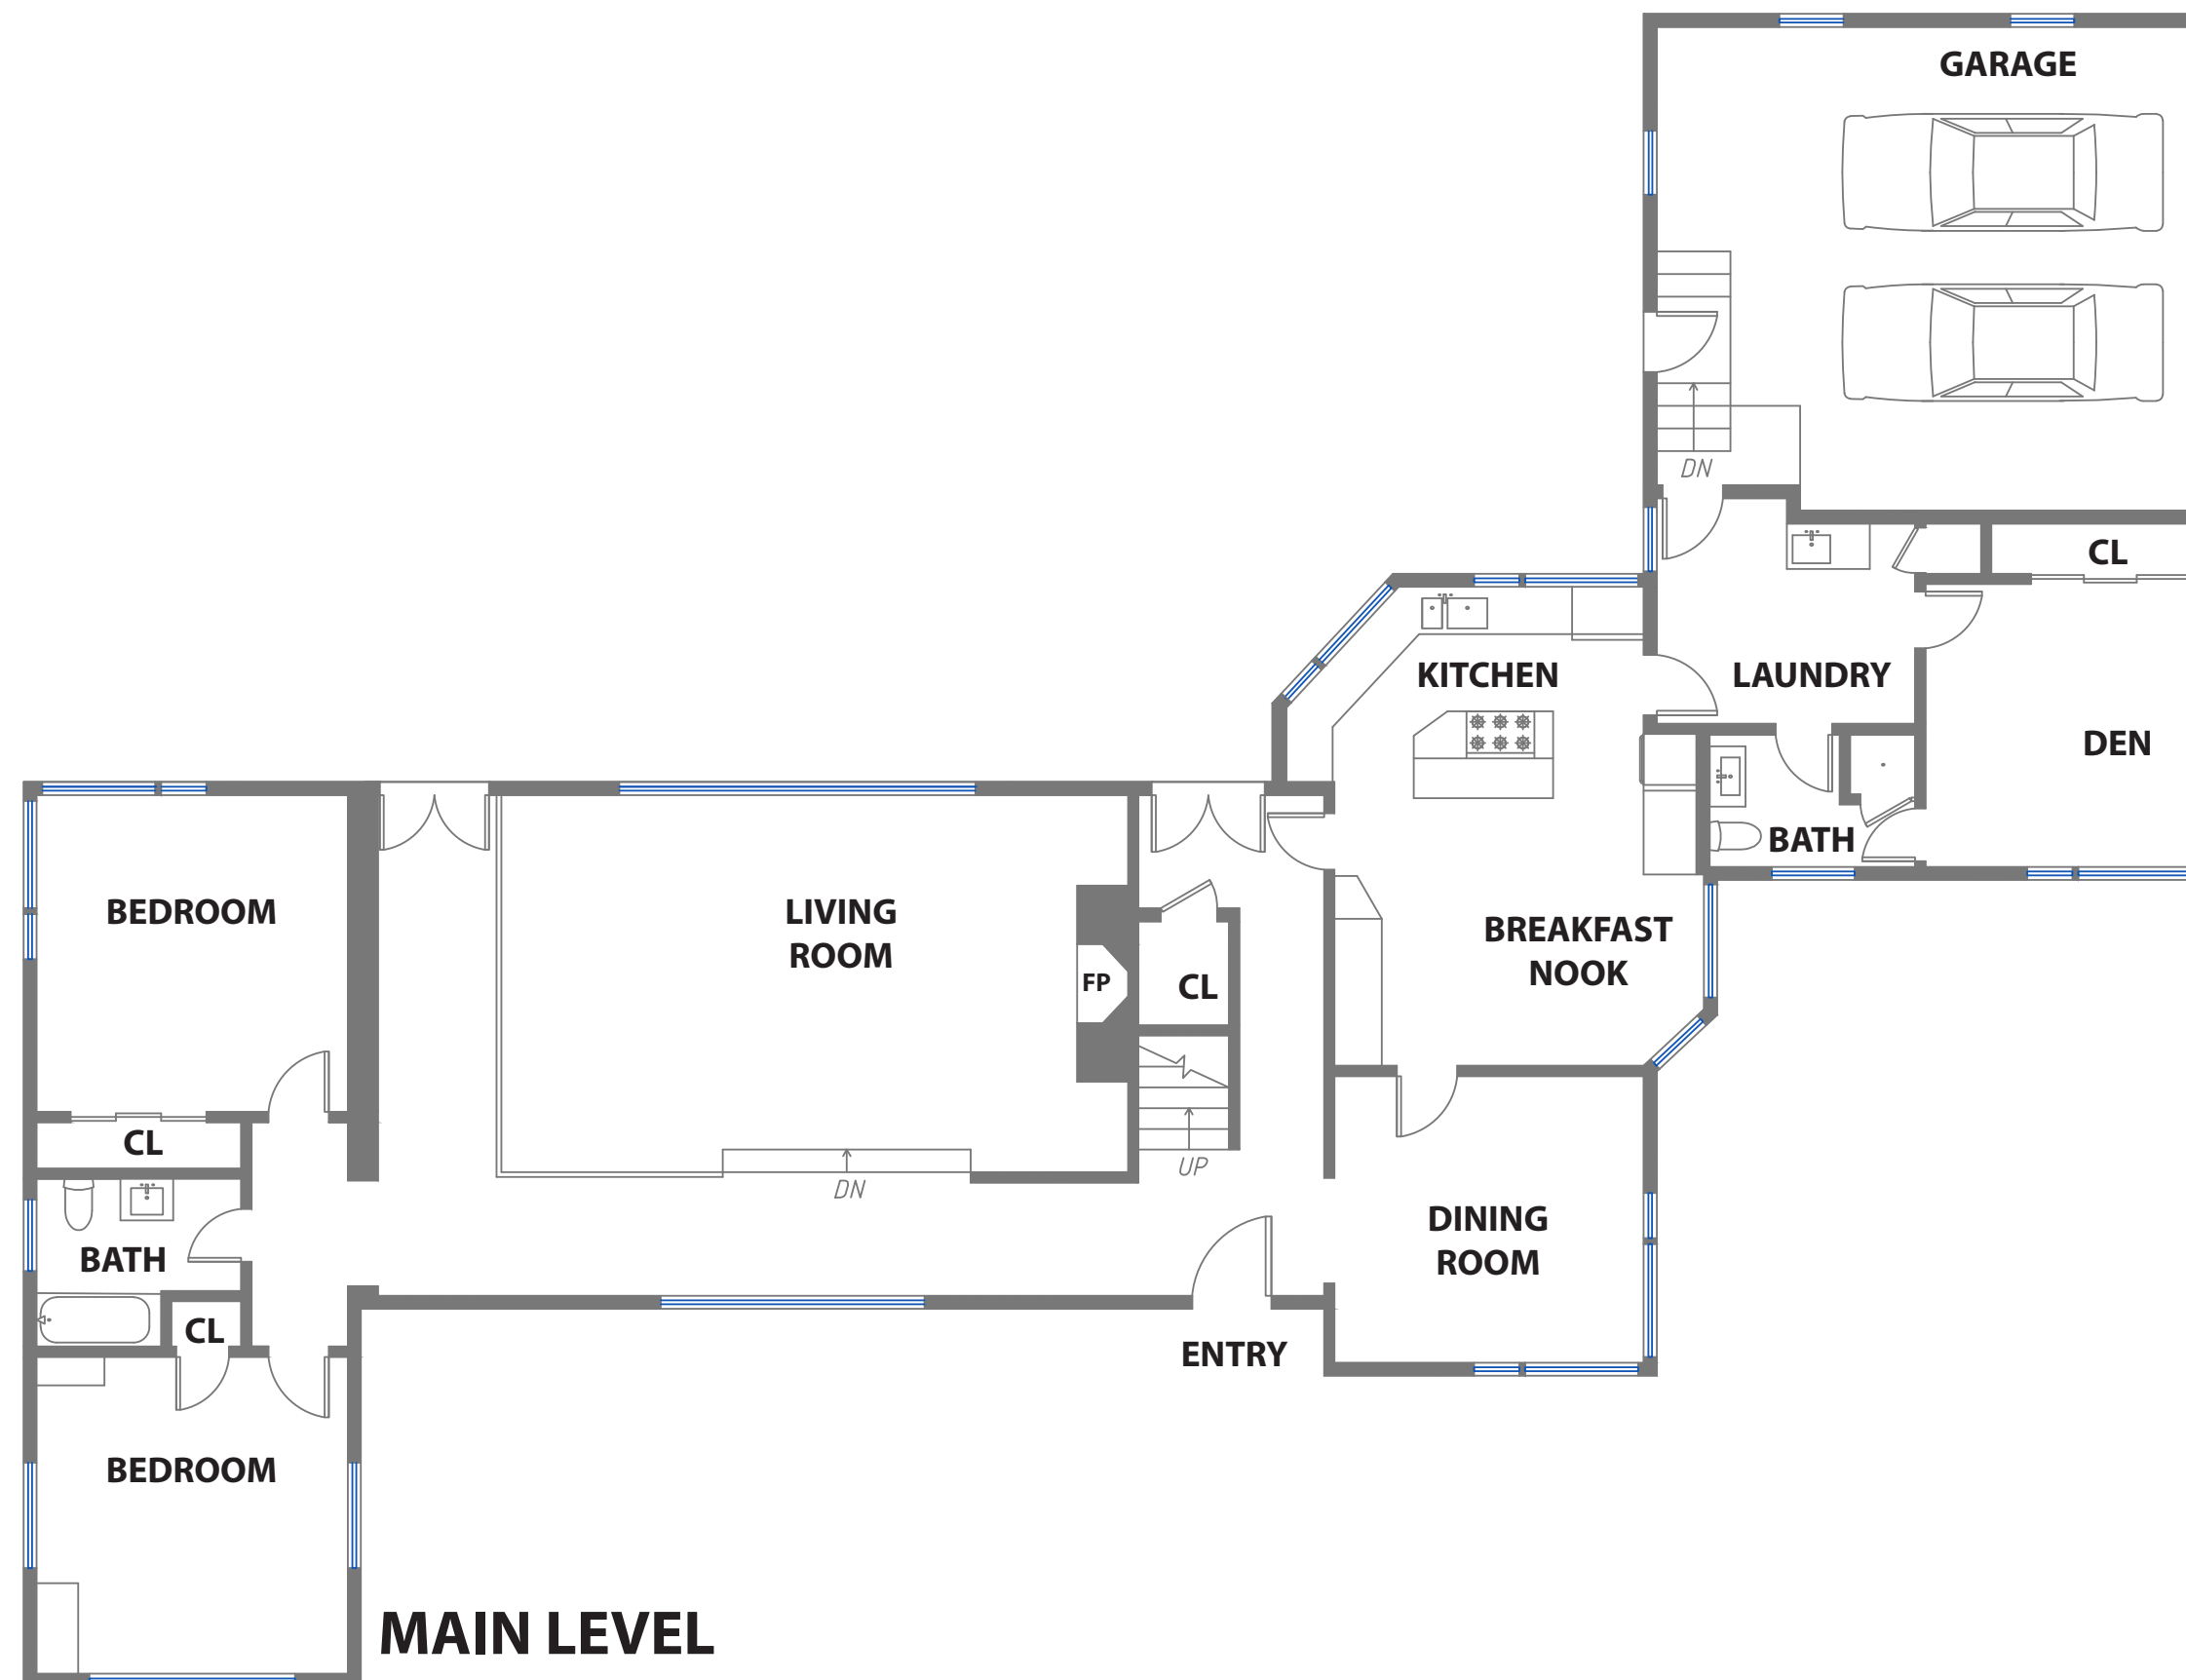 GARAGE
DN
CL
KITCHEN
LAUNDRY
DEN
BATH
BEDROOM
LIVING
ROOM
FP
CL
BREAKFAST
NOOK
CL
UP
DN
BATH
DINING
ROOM
CL
ENTRY
BEDROOM
MAIN LEVEL